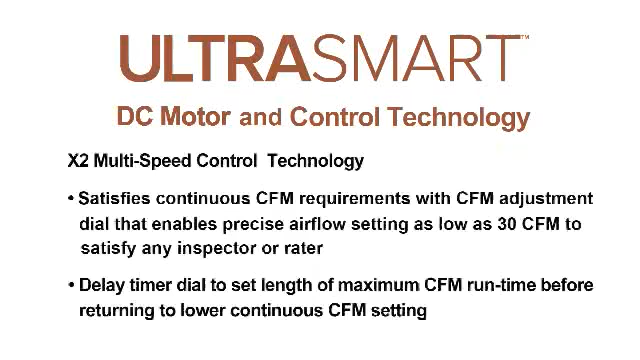 ULTRASMART™
DC Motor and Control Technology
X2 Multi-Speed Control Technology
• Satisfies continuous CFM requirements with CFM adjustment
dial that enables precise airflow setting as low as 30 CFM to
satisfy any inspector or rater
• Delay timer dial to set length of maximum CFM run-time before
returning to lower continuous CFM setting